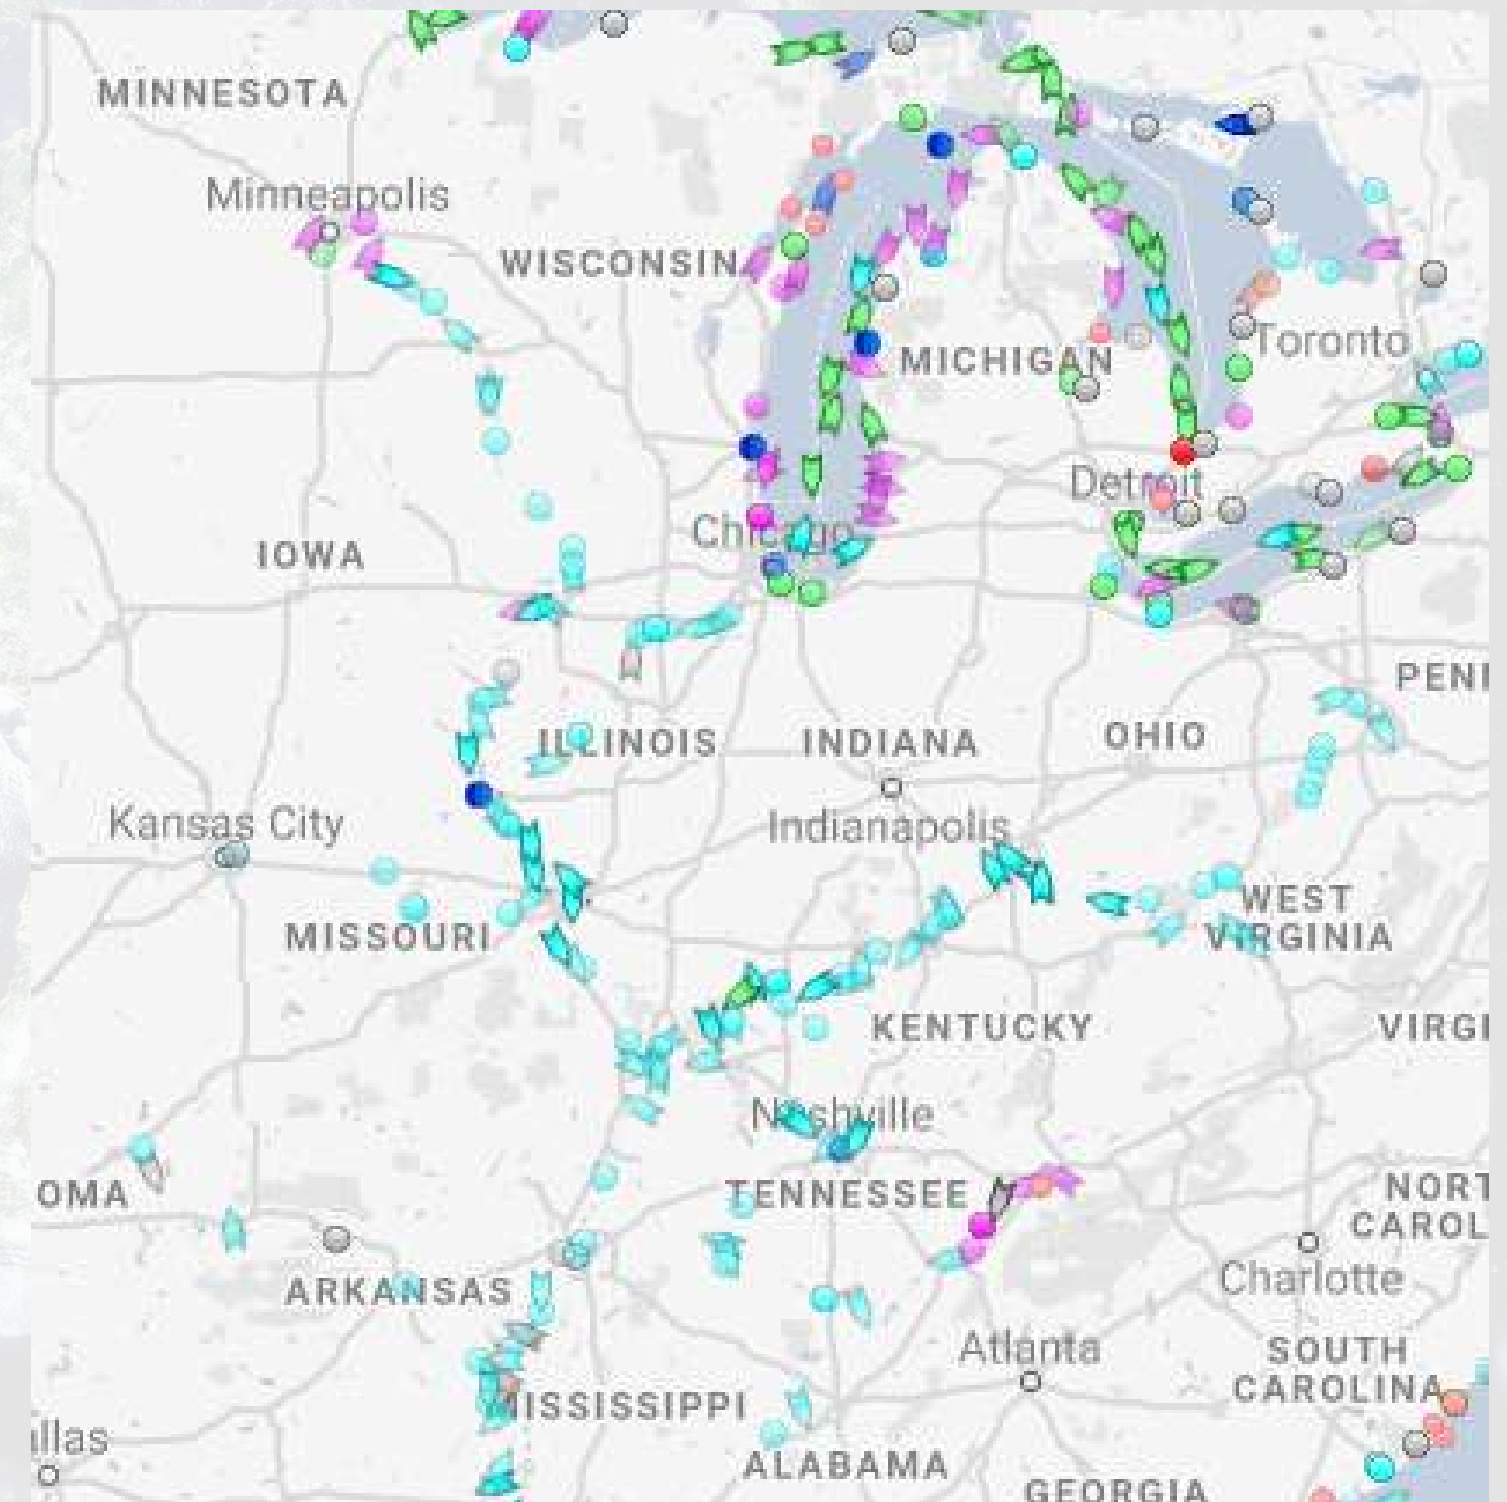 MINNESOTA
Minneapolis
WISCONSIN
Toronto
MICHIGAN
Detroit
Chicago
IOWA
PENI
ILLINOIS
INDIANA
OHIO
Kansas City
Indianapolis
WEST
VIRGINIA
MISSOURI
KENTUCKY
VIRGI
Nashville
OMA
TENNESSEE
NORT
CAROL
Charlotte
ARKANSAS
Atlanta
SOUTH
CAROLINA
MISSISSIPPI
llas
ALABAMA
GEORGIA